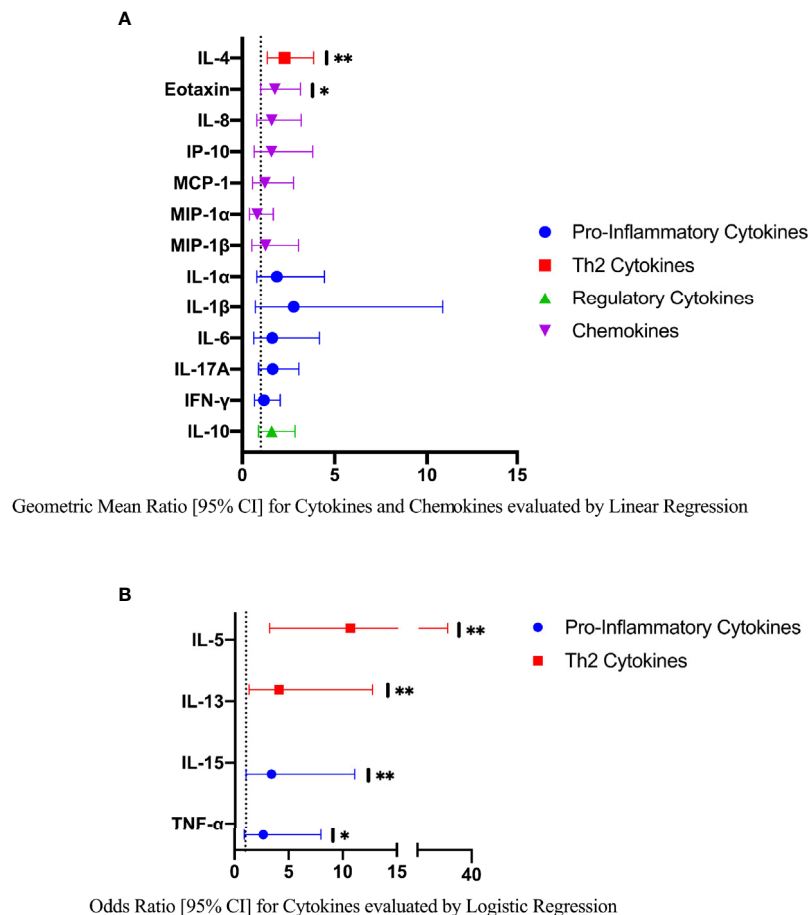 A
IL-4
**
Eotaxin
*
IL-8
IP-10
MCP-1
MIP-1α
MIP-1β
IL-1α
IL-1β
IL-6
IL-17A
IFN-γ
IL-10
0 5 10 15
Pro-Inflammatory Cytokines
Th2 Cytokines
Regulatory Cytokines
Chemokines
Geometric Mean Ratio [95% CI] for Cytokines and Chemokines evaluated by Linear Regression
B
IL-5
**
IL-13
**
IL-15
**
TNF-α
*
0 5 10 15 40
Pro-Inflammatory Cytokines
Th2 Cytokines
Odds Ratio [95% CI] for Cytokines evaluated by Logistic Regression